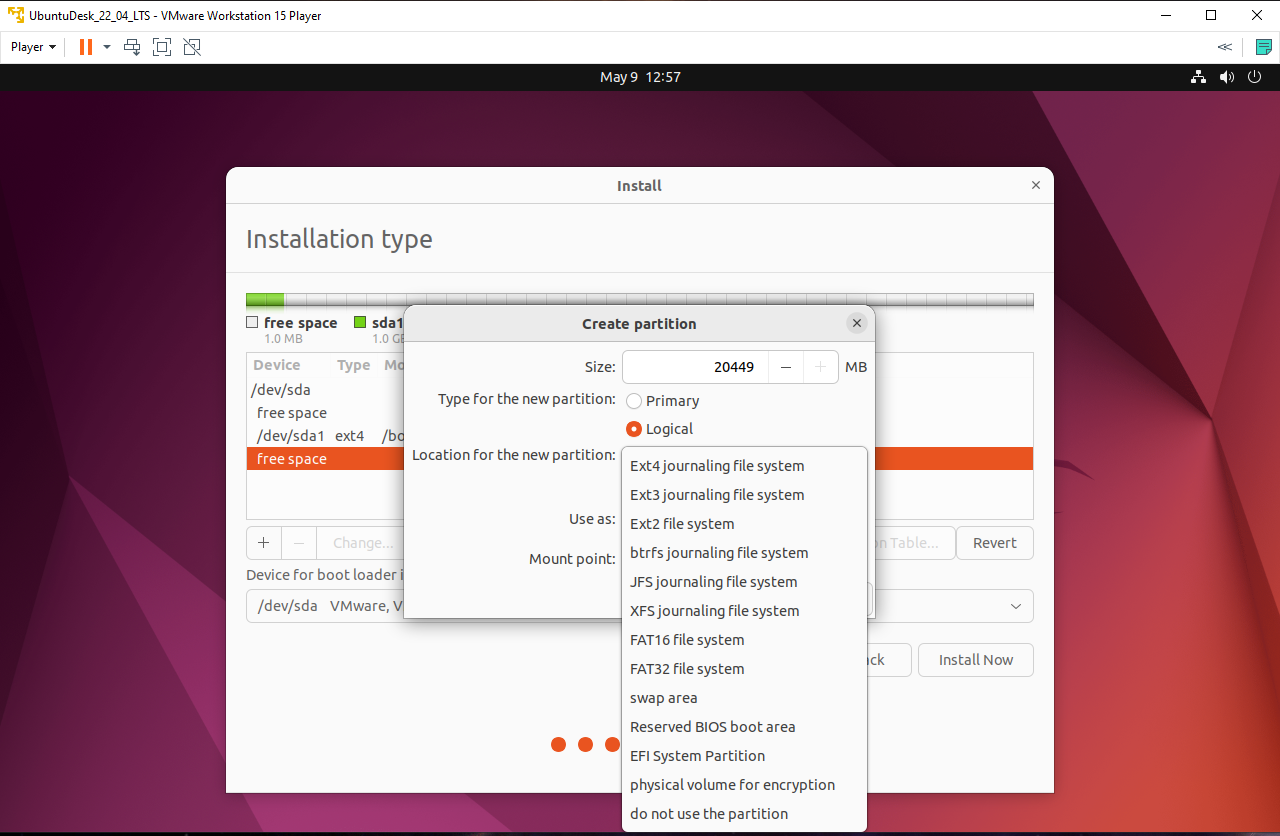 UbuntuDesk_22_04_LTS - VMware Workstation 15 Player
Player
May 9 12:57
Install
Installation type
free space
1.0 MB
sda1
1.0 GB
Device Type Mo
/dev/sda
free space
/dev/sda1 ext4 /bo
free space
+ − Change...
on Table... Revert
Device for boot loader i
/dev/sda VMware, V
ck
Install Now
Create partition
Size: 20449 − + MB
Type for the new partition: Primary
Logical
Location for the new partition:
Use as:
Mount point:
Ext4 journaling file system
Ext3 journaling file system
Ext2 file system
btrfs journaling file system
JFS journaling file system
XFS journaling file system
FAT16 file system
FAT32 file system
swap area
Reserved BIOS boot area
EFI System Partition
physical volume for encryption
do not use the partition